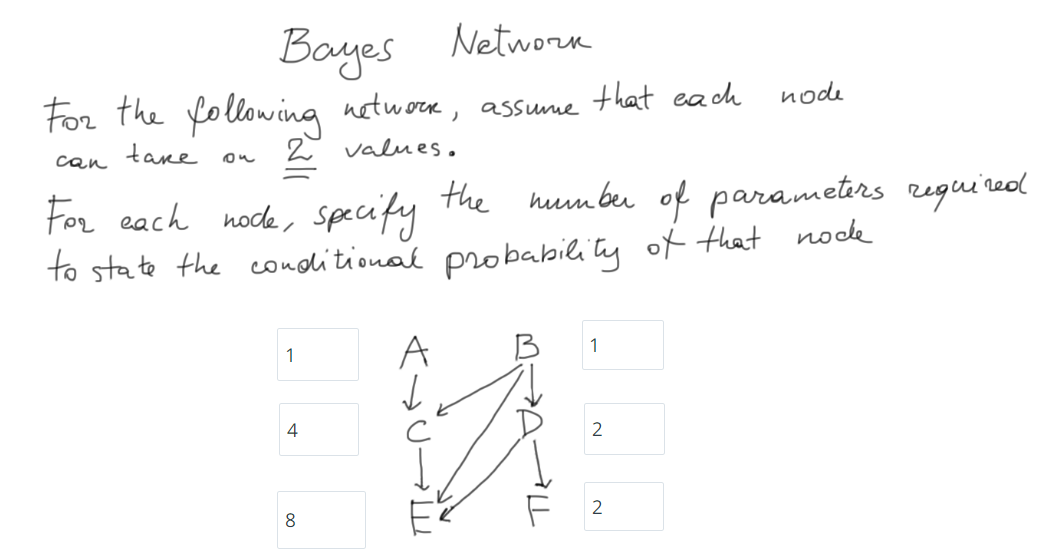 Bayes Network
For the following network, assume that each node
can take on 2 values.
For each node, specify the number of parameters required
to state the conditional probability of that node
1 A B 1
4 C D 2
8 E F 2